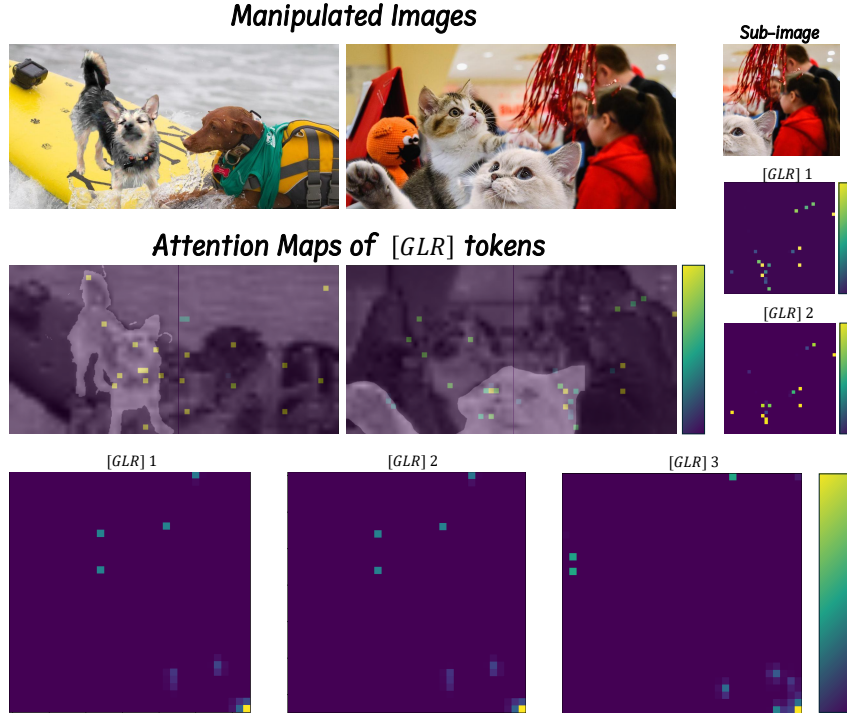 Manipulated Images
Sub-image
[GLR] 1
Attention Maps of [GLR] tokens
[GLR] 2
[GLR] 1
[GLR] 2
[GLR] 3